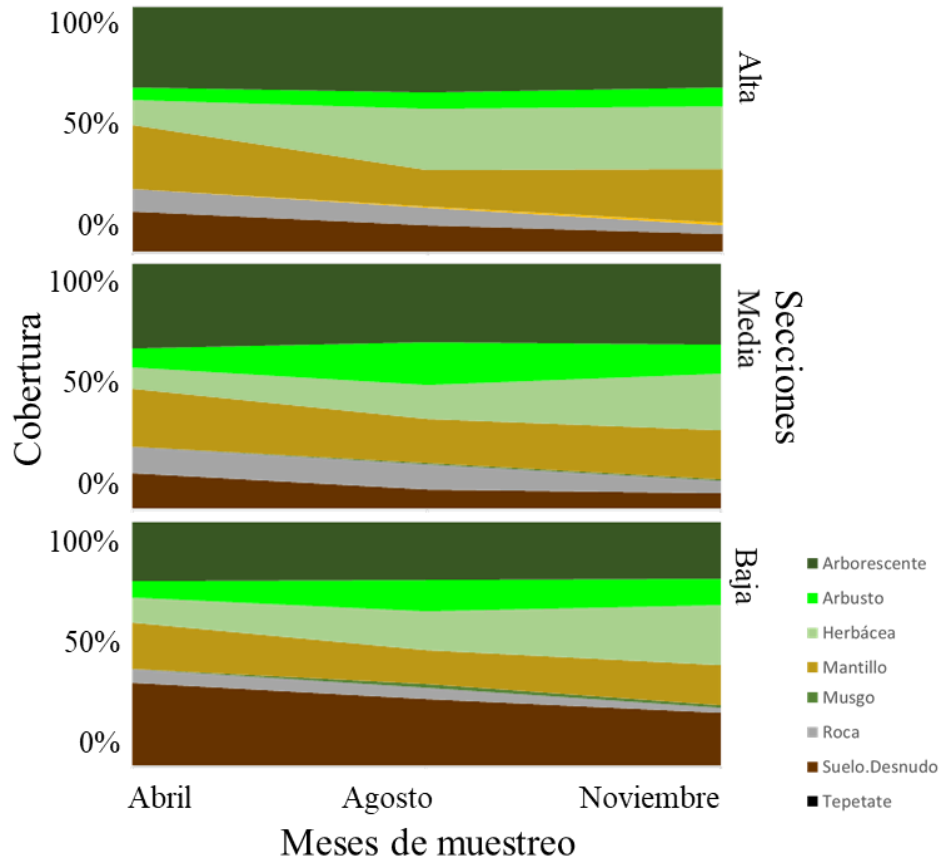 100%
50%
0%
Alta
100%
50%
0%
Media
100%
50%
0%
Baja
Cobertura
Secciones
Arborescente
Arbusto
Herbácea
Mantillo
Musgo
Roca
Suelo.Desnudo
Tepetate
Abril Agosto Noviembre
Meses de muestreo